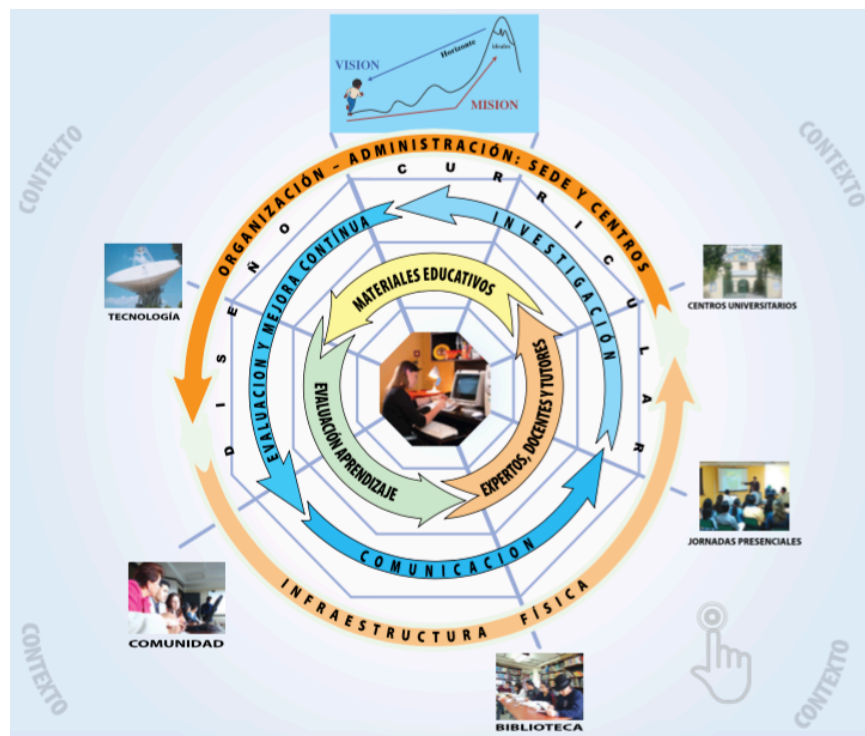 VISION
Horizonte
ideales
MISION
CONTEXTO
CONTEXTO
ORGANIZACIÓN – ADMINISTRACIÓN: SEDE Y CENTROS
DISEÑO CURRICULAR
INVESTIGACIÓN
EVALUACION Y MEJORA CONTÍNUA
MATERIALES EDUCATIVOS
TECNOLOGÍA
CENTROS UNIVERSITARIOS
EVALUACIÓN APRENDIZAJE
EXPERTOS, DOCENTES Y TUTORES
COMUNICACION
JORNADAS PRESENCIALES
INFRAESTRUCTURA FÍSICA
COMUNIDAD
BIBLIOTECA
CONTEXTO
CONTEXTO